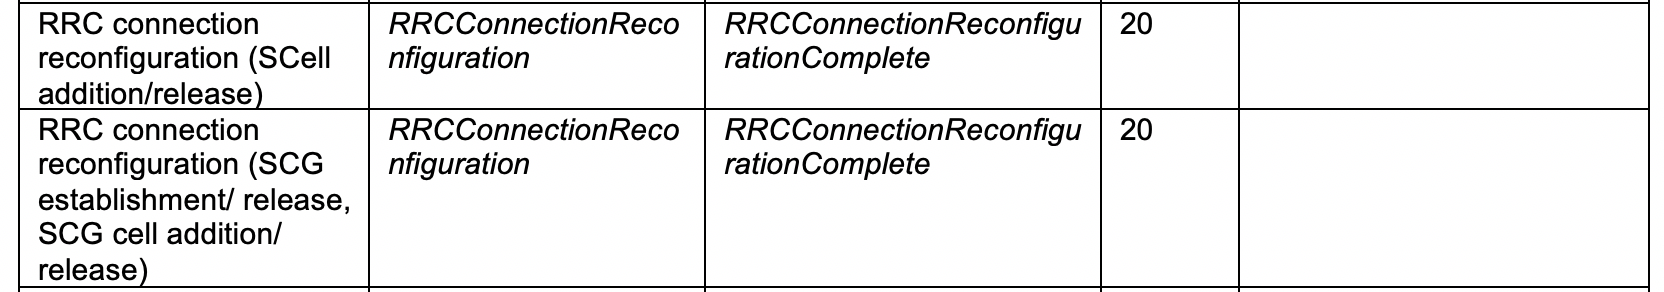 RRC connection
reconfiguration (SCell
addition/release)
RRCConnectionReco
nfiguration
RRCConnectionReconfigu
rationComplete
20
RRC connection
reconfiguration (SCG
establishment/ release,
SCG cell addition/
release)
RRCConnectionReco
nfiguration
RRCConnectionReconfigu
rationComplete
20